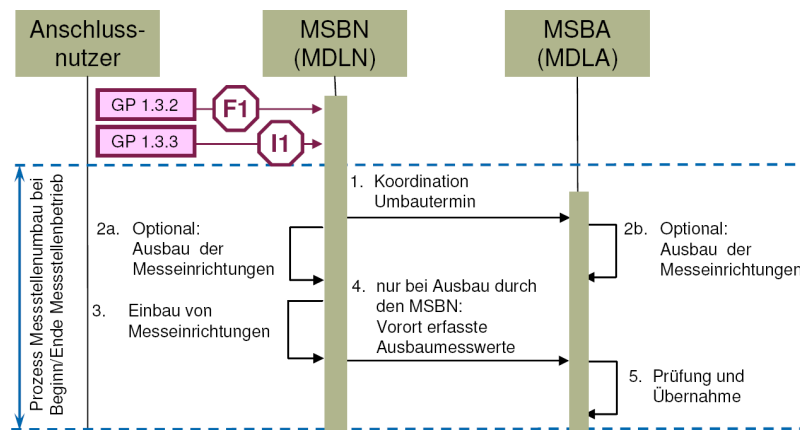 Anschluss-
nutzer
MSBN
(MDLN)
MSBA
(MDLA)
GP 1.3.2
F1
GP 1.3.3
I1
Prozess Messstellenumbau bei
Beginn/Ende Messstellenbetrieb
1. Koordination
Umbautermin
2a. Optional:
Ausbau der
Messeinrichtungen
2b. Optional:
Ausbau der
Messeinrichtungen
3. Einbau von
Messeinrichtungen
4. nur bei Ausbau durch
den MSBN:
Vorort erfasste
Ausbaumesswerte
5. Prüfung und
Übernahme